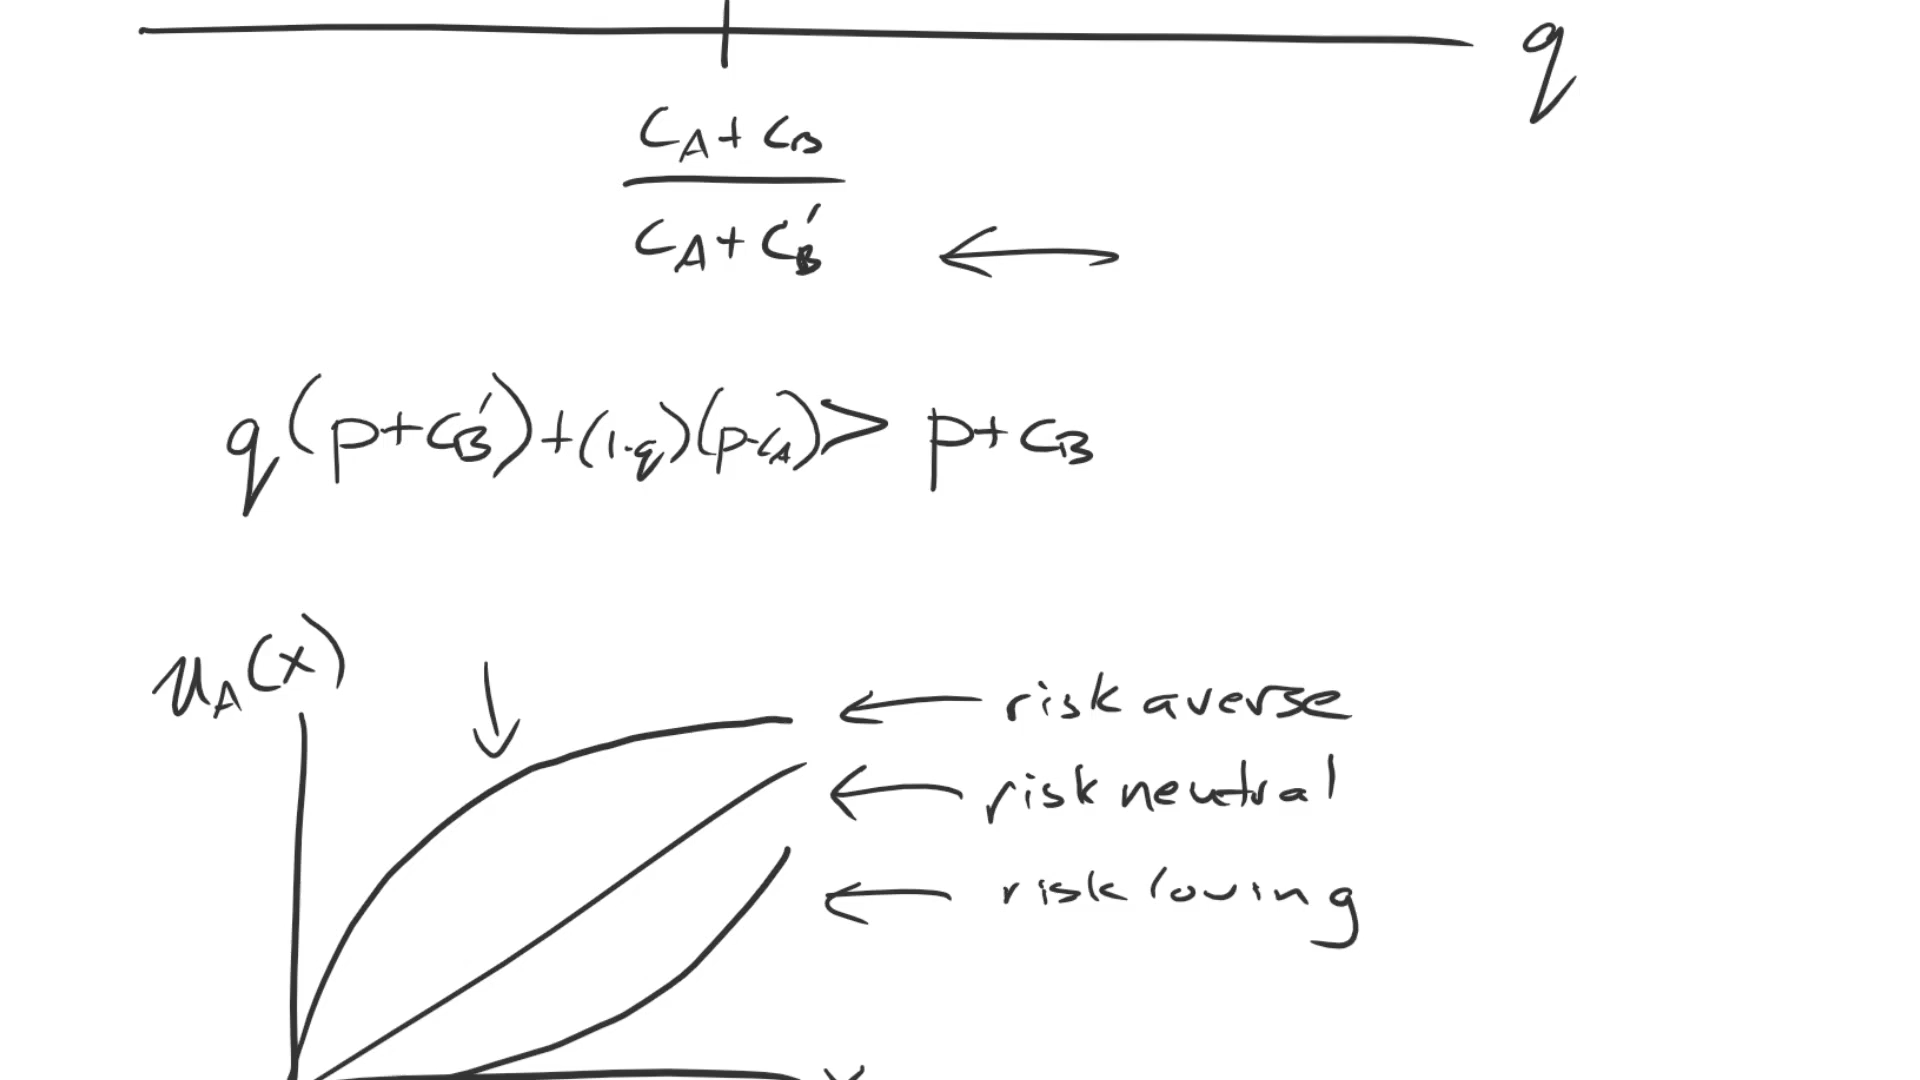 q
C_A + C_B
C_A + C_B'
q(p+C_B')+(1-q)(p-C_A)> p+C_B
u_A(x)
risk averse
risk neutral
risk loving